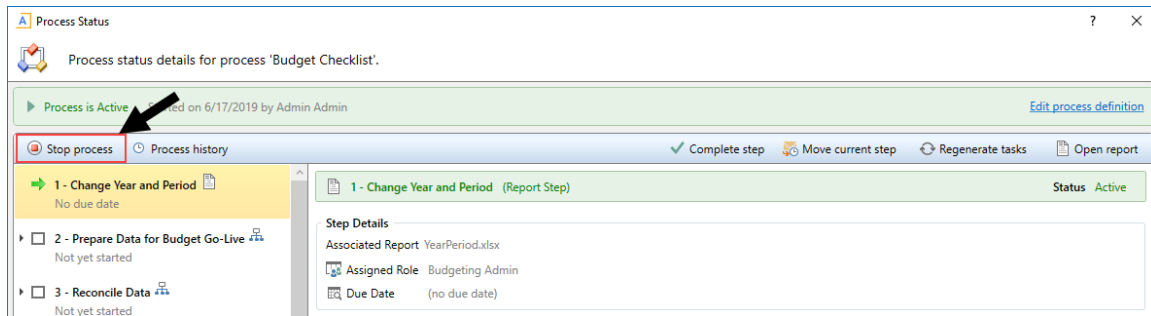 A Process Status ? ×
Process status details for process 'Budget Checklist'.
Process is Active on 6/17/2019 by Admin Admin Edit process definition
Stop process Process history Complete step Move current step Regenerate tasks Open report
1 - Change Year and Period
No due date
2 - Prepare Data for Budget Go-Live
Not yet started
3 - Reconcile Data
Not yet started
1 - Change Year and Period (Report Step) Status Active
Step Details
Associated Report YearPeriod.xlsx
Assigned Role Budgeting Admin
Due Date (no due date)